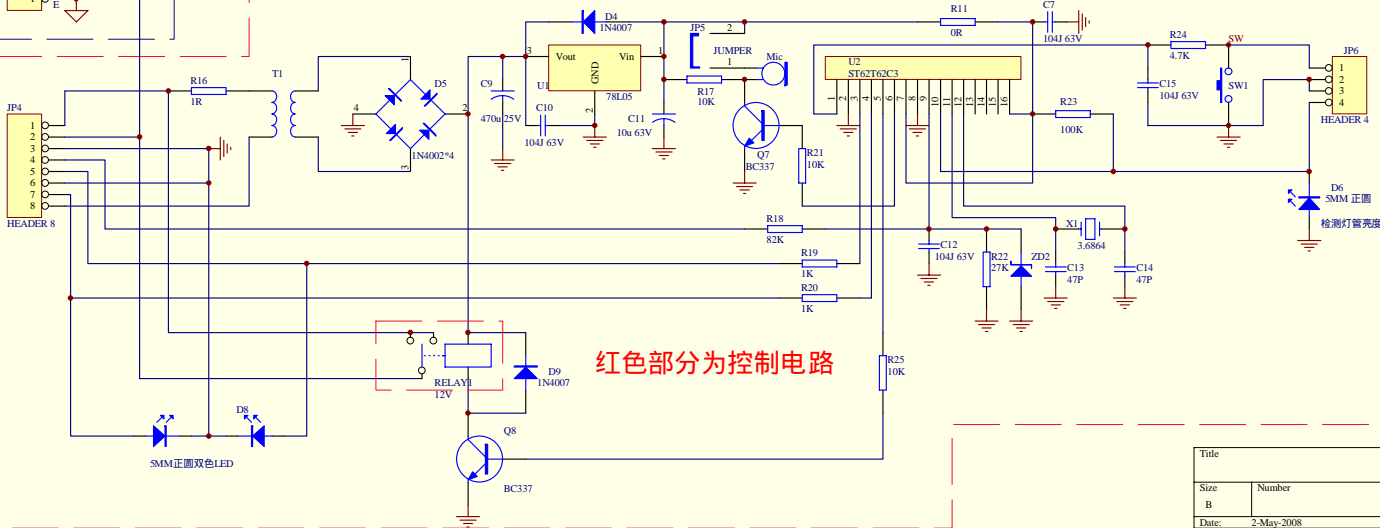 E
D4
1N4007
R11
0R
C7
104J 63V
JP5
2
JUMPER
1
Mic
R24
4.7K
SW
JP6
1
2
3
4
HEADER 4
SW1
C15
104J 63V
3
Vout
Vin
1
GND
2
U1
78L05
C9
470u 25V
C10
104J 63V
C11
10u 63V
R17
10K
U2
ST62T62C3
1
2
3
4
5
6
7
8
9
10
11
12
13
14
15
16
R23
100K
T1
R16
1R
JP4
1
2
3
4
5
6
7
8
HEADER 8
1
D5
4
2
3
1N4002*4
Q7
BC337
R21
10K
D6
5MM 正圆
检测灯管亮度
R18
82K
R19
1K
R20
1K
C12
104J 63V
R22
27K
ZD2
X1
3.6864
C13
47P
C14
47P
红色部分为控制电路
RELAY1
12V
D9
1N4007
R25
10K
D8
5MM正圆双色LED
Q8
BC337
Title
Size
Number
B
Date:
2-May-2008